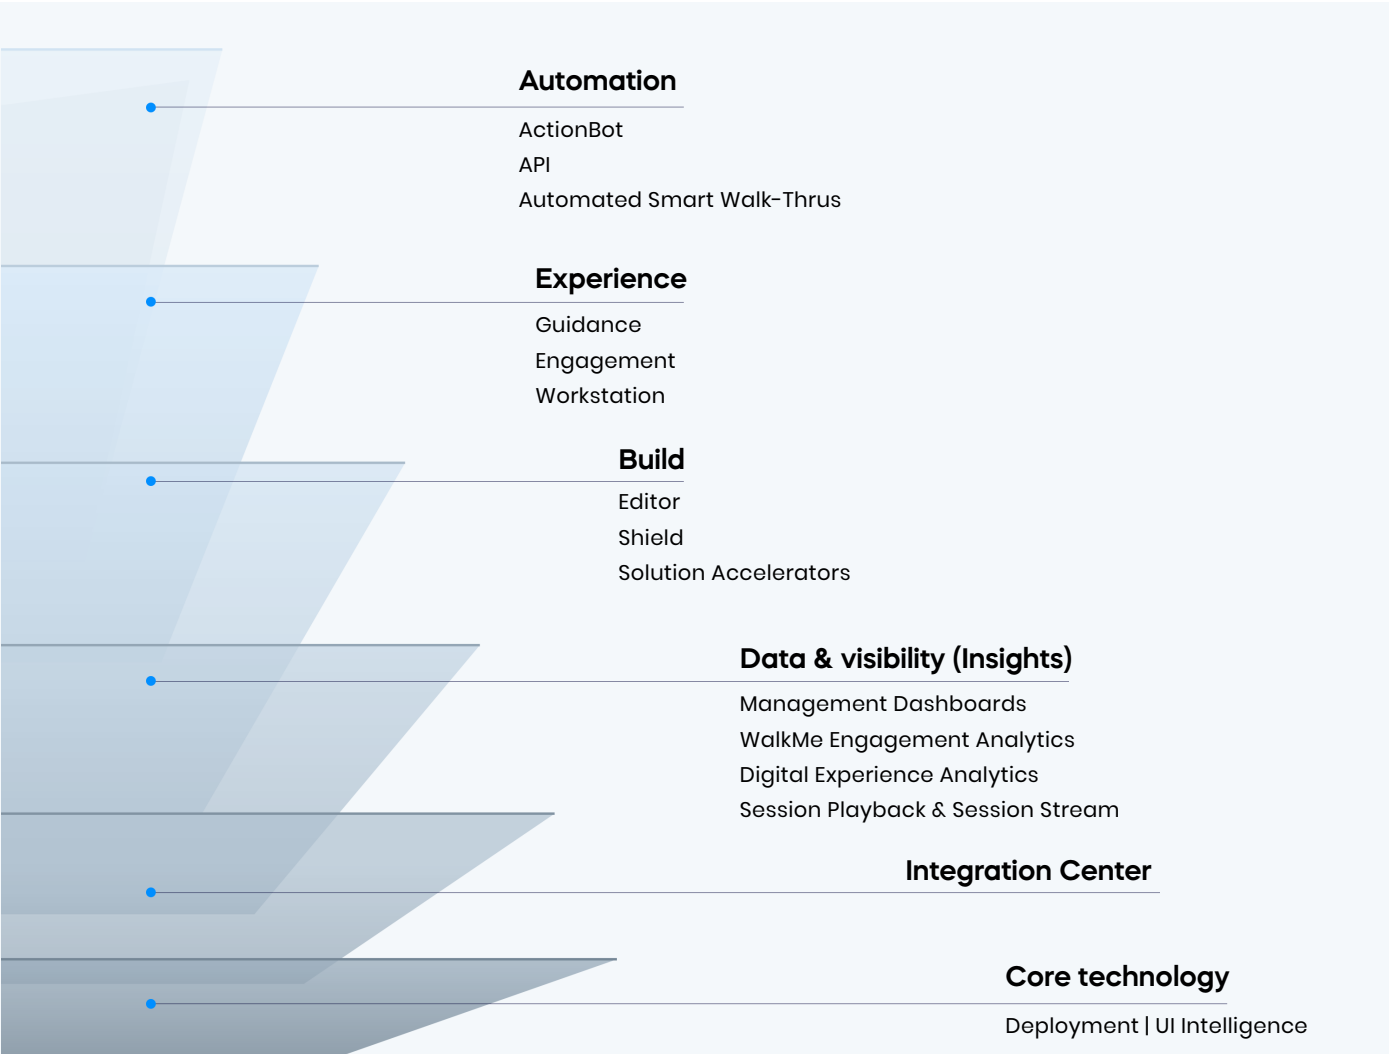 Automation
ActionBot
API
Automated Smart Walk-Thrus
Experience
Guidance
Engagement
Workstation
Build
Editor
Shield
Solution Accelerators
Data & visibility (Insights)
Management Dashboards
WalkMe Engagement Analytics
Digital Experience Analytics
Session Playback & Session Stream
Integration Center
Core technology
Deployment | UI Intelligence